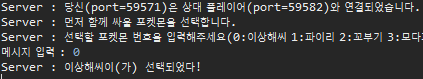 Server : 당신(port=59571)은 상대 플레이어(port=59582)와 연결되었습니다.
Server : 먼저 함께 싸울 포켓몬을 선택합니다.
Server : 선택할 포켓몬 번호를 입력해주세요(0:이상해씨 1:파이리 2:꼬부기 3:모다
메시지 입력 : 0
Server : 이상해씨이(가) 선택되었다!